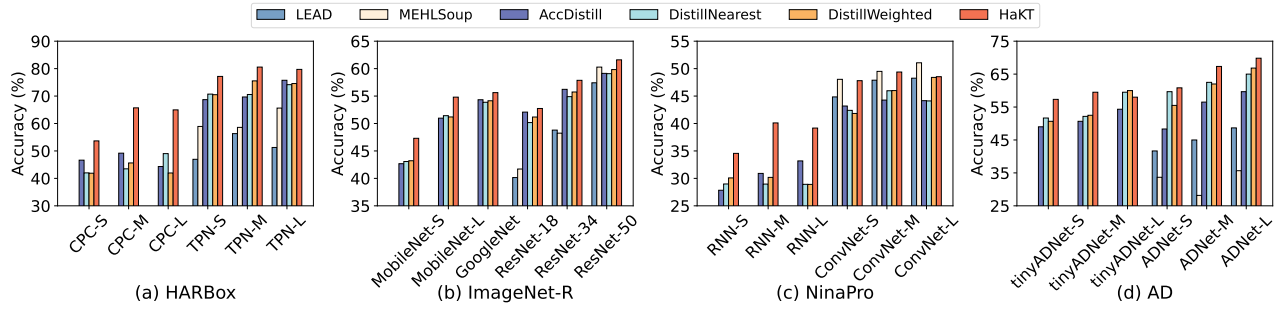 LEAD MEHLSoup AccDistill DistillNearest DistillWeighted HaKT
Accuracy (%)
90
80
70
60
50
40
30
CPC-S CPC-M CPC-L TPN-S TPN-M TPN-L
(a) HARBox
Accuracy (%)
65
60
55
50
45
40
35
MobileNet-S MobileNet-L GoogleNet ResNet-18 ResNet-34 ResNet-50
(b) ImageNet-R
Accuracy (%)
55
50
45
40
35
30
25
RNN-S RNN-M RNN-L ConvNet-S ConvNet-M ConvNet-L
(c) NinaPro
Accuracy (%)
75
65
55
45
35
25
tinyADNet-S tinyADNet-M tinyADNet-L ADNet-S ADNet-M ADNet-L
(d) AD